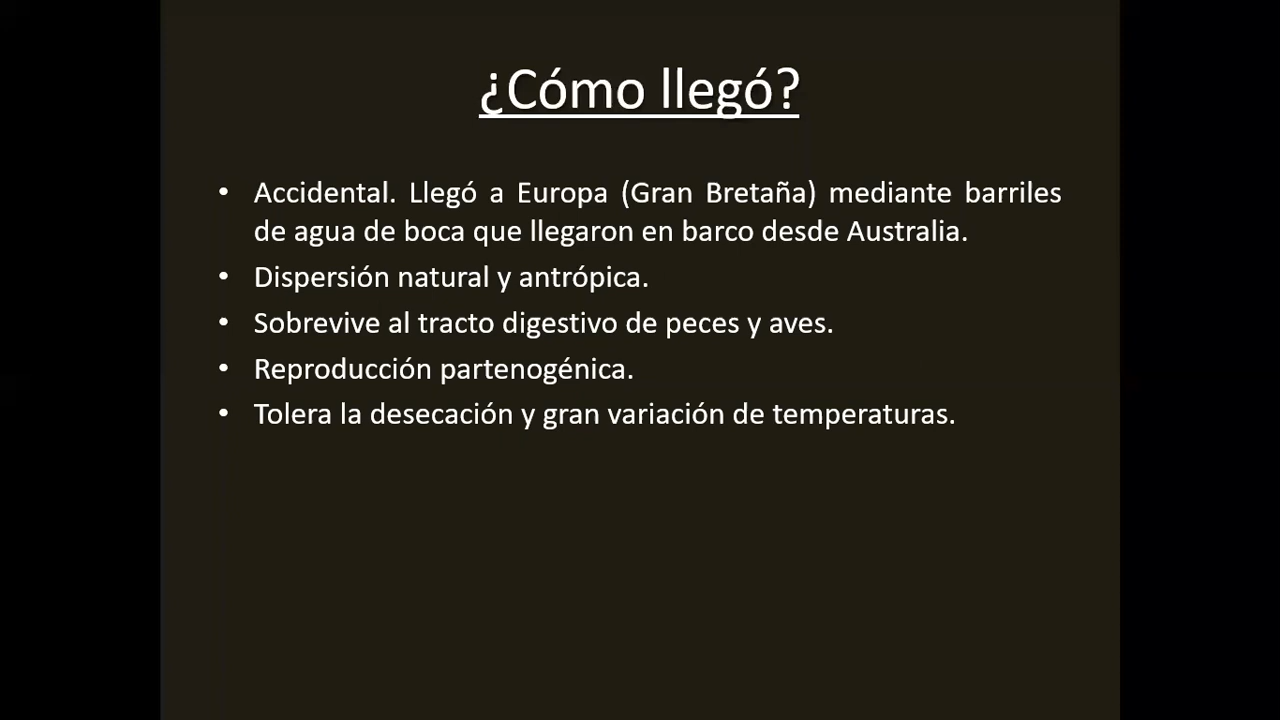 ¿Cómo llegó?
• Accidental. Llegó a Europa (Gran Bretaña) mediante barriles
de agua de boca que llegaron en barco desde Australia.
• Dispersión natural y antrópica.
• Sobrevive al tracto digestivo de peces y aves.
• Reproducción partenogénica.
• Tolera la desecación y gran variación de temperaturas.